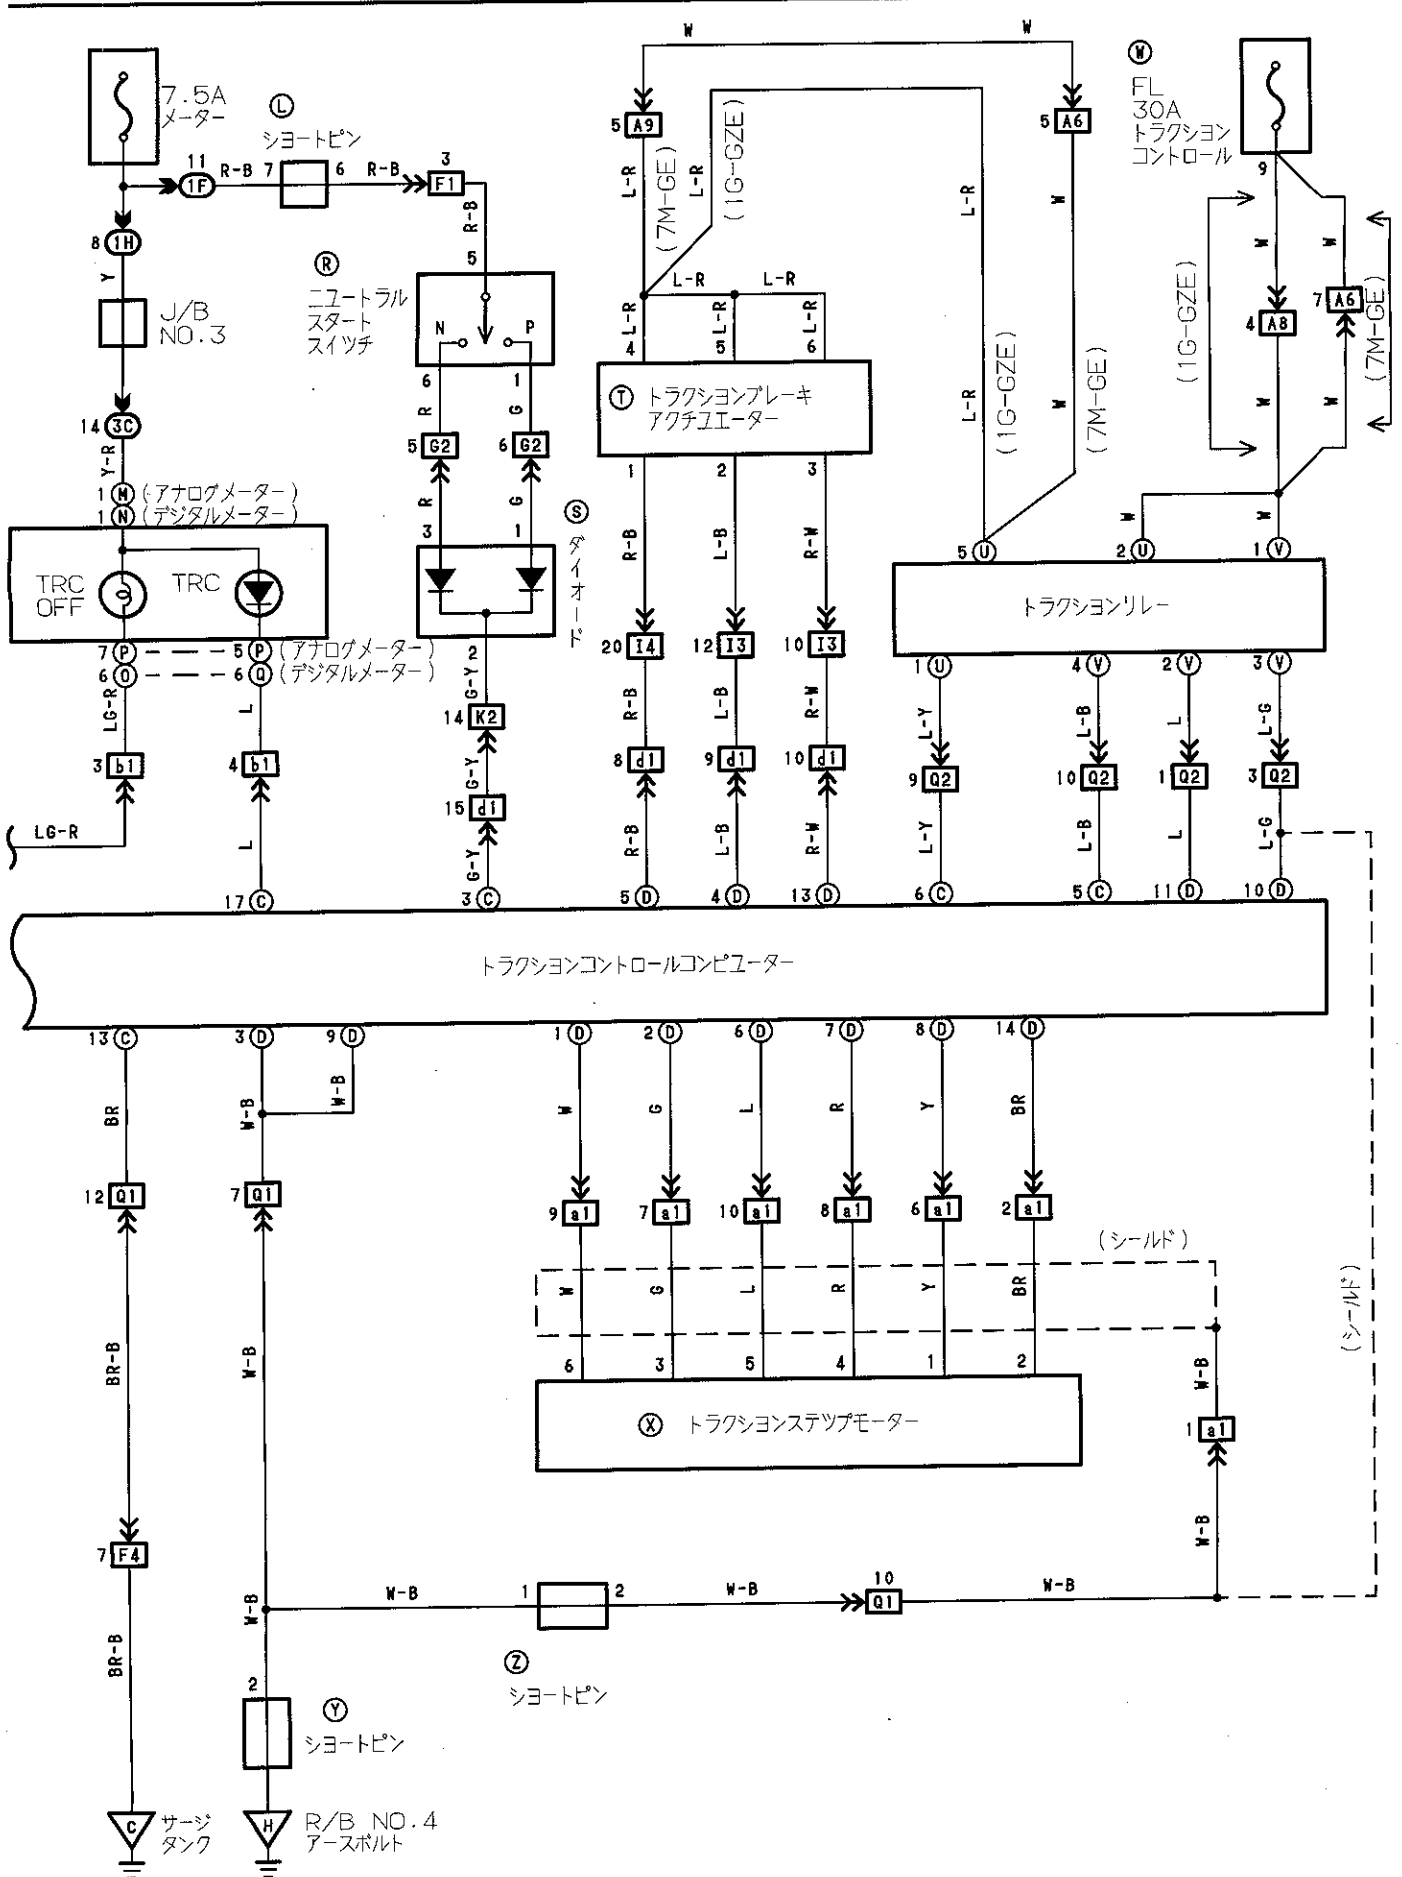 W W
7.5A
メーター
L
ショートピン
W
FL
30A
トラクション
コントロール
5 A9
5 A6
11
1F
R-B 7
6 R-B
3
F1
9
8 1H
R-B
L-R
(7M-GE)
L-R
(1G-GZE)
L-R
W
(1G-GZE)
W
W
(7M-GE)
Y
5
R
ニュートラル
スタート
スイッチ
N P
J/B
NO.3
L-R L-R
L-R L-R L-R
4 5 6
7 A6
4 A8
6 1
R G
T トラクションブレーキ
アクチュエーター
L-R
(1G-GZE)
W
(7M-GE)
W W
14 3C
5 G2
6 G2
Y-R
1 M (アナログメーター)
1 N (デジタルメーター)
R G
3 1
S
ダイオード
1 2 3
R-B L-B R-W
W W
5 U
2 U
1 V
TRC
OFF
TRC
トラクションリレー
7 P
5 P (アナログメーター)
6 O
6 Q (デジタルメーター)
2
20 I4
12 I3
10 I3
1 U
4 V
2 V
3 V
LG-R L
G-Y
14 K2
R-B L-B R-W
L-Y L-B L L-G
3 b1
4 b1
G-Y
8 d1
9 d1
10 d1
9 Q2
10 Q2
1 Q2
3 Q2
15 d1
LG-R
L
G-Y
R-B L-B R-W
L-Y L-B L L-G
17 C
3 C
5 D
4 D
13 D
6 C
5 C
11 D
10 D
トラクションコントロールコンピューター
13 C
3 D
9 D
1 D
2 D
6 D
7 D
8 D
14 D
BR W-B W-B W G L R Y BR
12 Q1
7 Q1
9 a1
7 a1
10 a1
8 a1
6 a1
2 a1
(シールド)
(シールド)
W G L R Y BR
BR-B W-B
6 3 5 4 1 2
W-B
X トラクションステップモーター
1 a1
W-B
7 F4
W-B
W-B 1
2 W-B
10
Q1
W-B
BR-B
Z
ショートピン
2
Y
ショートピン
C
サージ
タンク
H
R/B NO.4
アースボルト